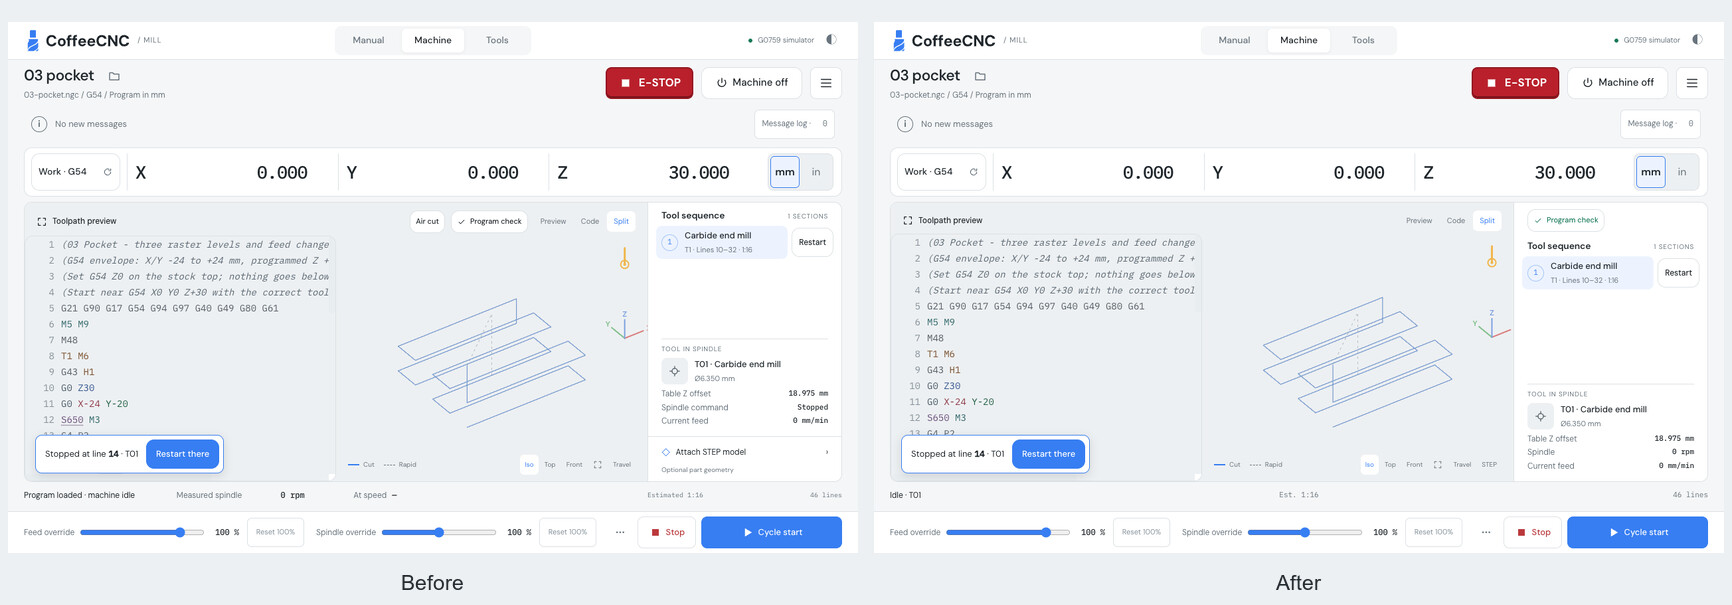 CoffeeCNC / MILL
Manual Machine Tools
G0759 simulator
03 pocket
03-pocket.ngc / G54 / Program in mm
E-STOP Machine off
No new messages
Message log · 0
Work · G54 X 0.000 Y 0.000 Z 30.000 mm in
Toolpath preview
Air cut Program check Preview Code Split
1 (03 Pocket - three raster levels and feed change
2 (G54 envelope: X/Y -24 to +24 mm, programmed Z +
3 (Set G54 Z0 on the stock top; nothing goes below
4 (Start near G54 X0 Y0 Z+30 with the correct tool
5 G21 G90 G17 G54 G94 G97 G40 G49 G80 G61
6 M5 M9
7 M48
8 T1 M6
9 G43 H1
10 G0 Z30
11 G0 X-24 Y-20
12 S650 M3
13 G4 P2
Stopped at line 14 · T01 Restart there
Z
Y
Cut Rapid
Iso Top Front Travel
Tool sequence 1 SECTIONS
1 Carbide end mill
T1 · Lines 10–32 · 1:16
Restart
TOOL IN SPINDLE
T01 · Carbide end mill
Ø6.350 mm
Table Z offset 18.975 mm
Spindle command Stopped
Current feed 0 mm/min
Attach STEP model ›
Optional part geometry
Program loaded · machine idle Measured spindle 0 rpm At speed – Estimated 1:16 46 lines
Feed override 100 % Reset 100% Spindle override 100 % Reset 100% ··· Stop Cycle start
Before
CoffeeCNC / MILL
Manual Machine Tools
G0759 simulator
03 pocket
03-pocket.ngc / G54 / Program in mm
E-STOP Machine off
No new messages
Message log · 0
Work · G54 X 0.000 Y 0.000 Z 30.000 mm in
Toolpath preview
Preview Code Split
1 (03 Pocket - three raster levels and feed change
2 (G54 envelope: X/Y -24 to +24 mm, programmed Z +
3 (Set G54 Z0 on the stock top; nothing goes below
4 (Start near G54 X0 Y0 Z+30 with the correct tool
5 G21 G90 G17 G54 G94 G97 G40 G49 G80 G61
6 M5 M9
7 M48
8 T1 M6
9 G43 H1
10 G0 Z30
11 G0 X-24 Y-20
12 S650 M3
13 G4 P2
Stopped at line 14 · T01 Restart there
Z
Y
Cut Rapid
Iso Top Front Travel STEP
Program check
Tool sequence 1 SECTIONS
1 Carbide end mill
T1 · Lines 10–32 · 1:16
Restart
TOOL IN SPINDLE
T01 · Carbide end mill
Ø6.350 mm
Table Z offset 18.975 mm
Spindle 0 rpm
Current feed 0 mm/min
Idle · T01 Est. 1:16 46 lines
Feed override 100 % Reset 100% Spindle override 100 % Reset 100% ··· Stop Cycle start
After